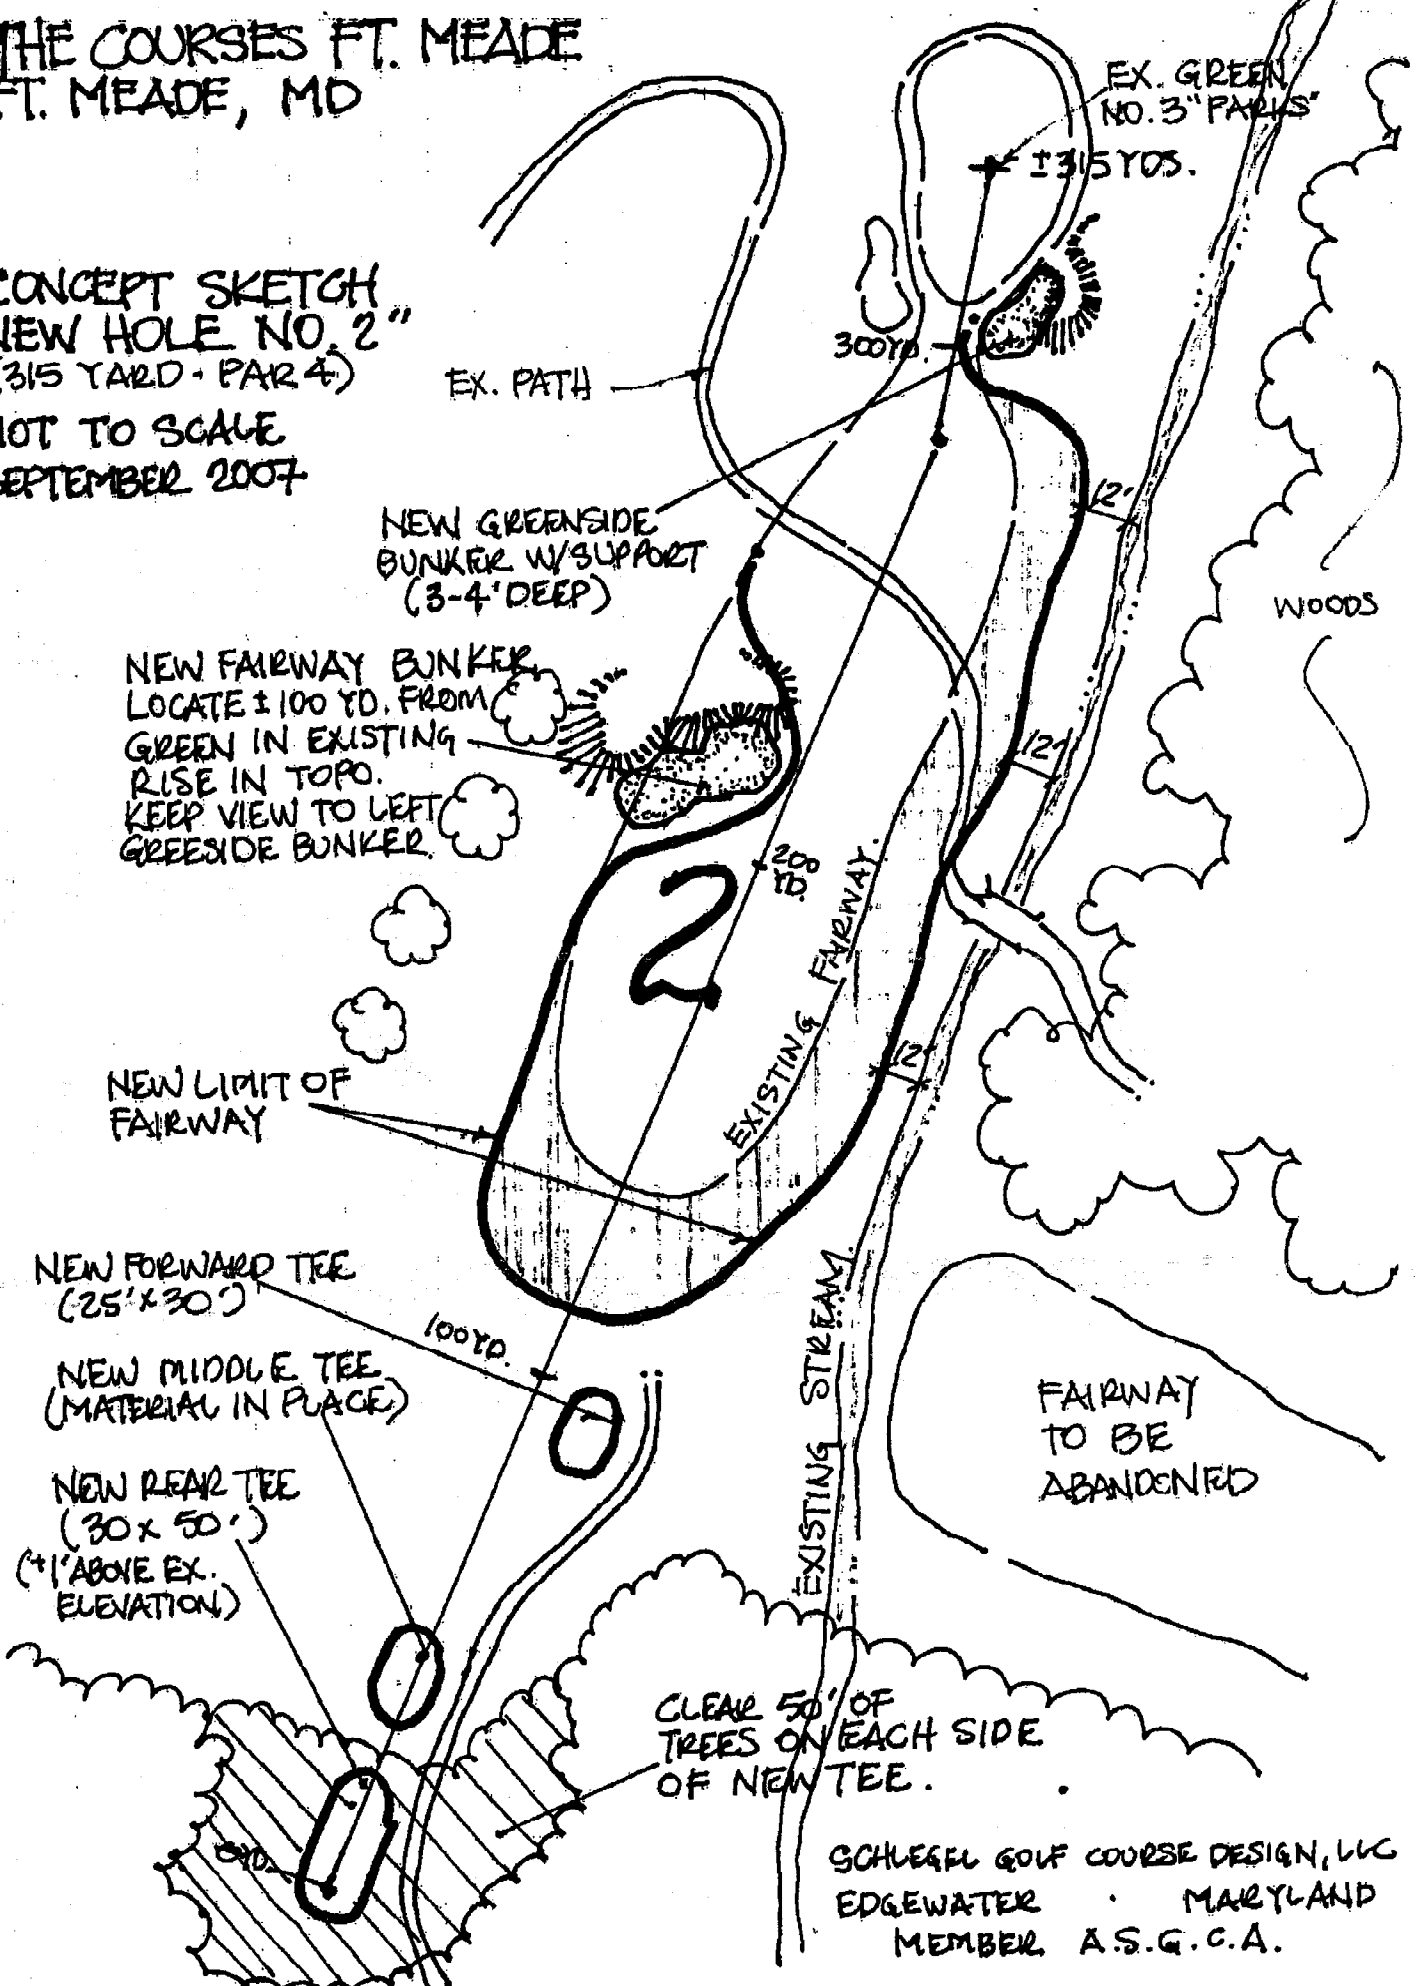 THE COURSES FT. MEADE
FT. MEADE, MD
EX. GREEN
NO. 3 "PARKS"
±315 YDS.
CONCEPT SKETCH
NEW HOLE NO. 2"
(315 YARD - PAR 4)
NOT TO SCALE
SEPTEMBER 2007
300YD.
EX. PATH
12'
NEW GREENSIDE
BUNKER W/SUPPORT
(3-4' DEEP)
WOODS
NEW FAIRWAY BUNKER
LOCATE ±100 YD. FROM
GREEN IN EXISTING
RISE IN TOPO.
KEEP VIEW TO LEFT
GREESIDE BUNKER.
12'
200
YD.
2
EXISTING FAIRWAY.
12'
NEW LIMIT OF
FAIRWAY
NEW FORWARD TEE
(25' x 30')
100YD.
EXISTING STREAM.
NEW MIDDLE TEE
(MATERIAL IN PLACE)
FAIRWAY
TO BE
ABANDONED
NEW REAR TEE
(30 x 50')
(+1' ABOVE EX.
ELEVATION)
CLEAR 50' OF
TREES ON EACH SIDE
OF NEW TEE.
0YD.
SCHLEGEL GOLF COURSE DESIGN, LLC
EDGEWATER · MARYLAND
MEMBER A.S.G.C.A.